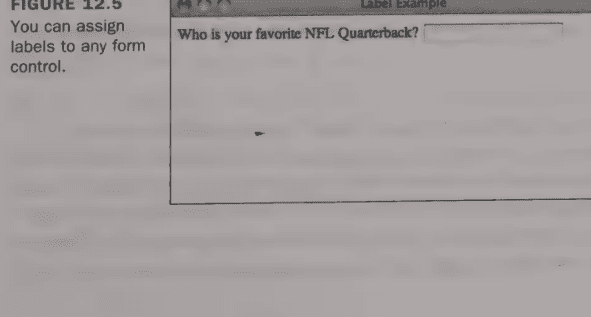 FIGURE 12.5
You can assign
labels to any form
control.
Label Example
Who is your favorite NFL Quarterback?